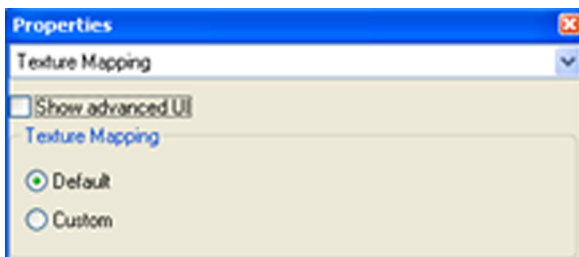 Properties
Texture Mapping
Show advanced UI
Texture Mapping
Default
Custom